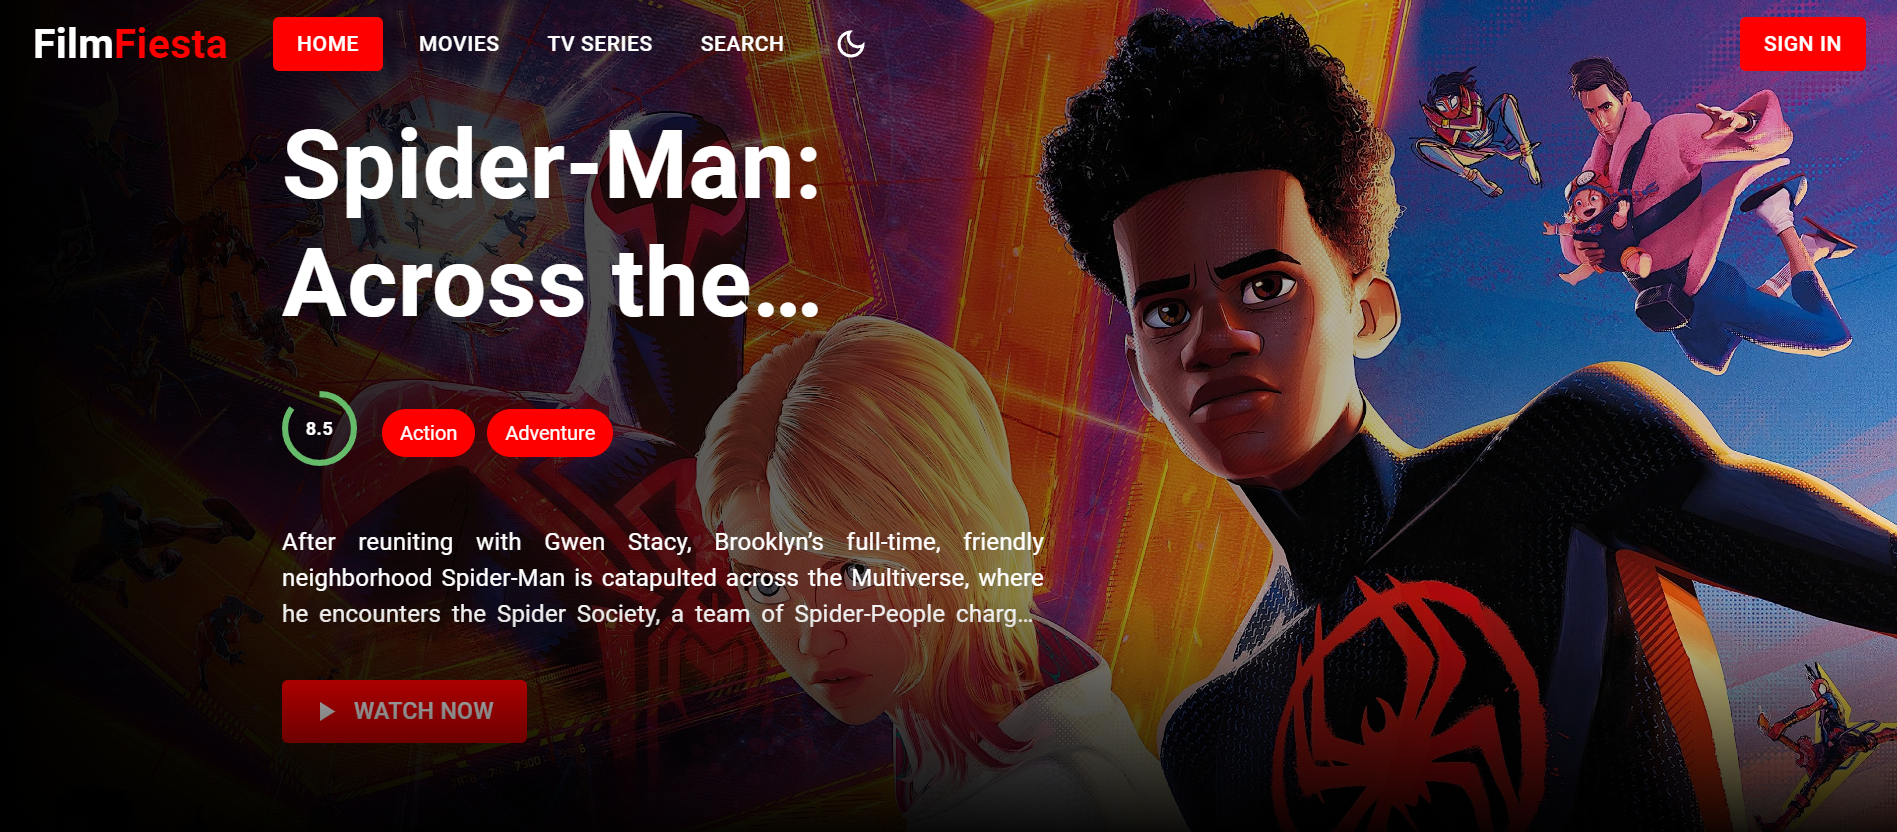 FilmFiesta HOME MOVIES TV SERIES SEARCH SIGN IN
Spider-Man:
Across the...
8.5 Action Adventure
After reuniting with Gwen Stacy, Brooklyn’s full-time, friendly
neighborhood Spider-Man is catapulted across the Multiverse, where
he encounters the Spider Society, a team of Spider-People charg...
WATCH NOW